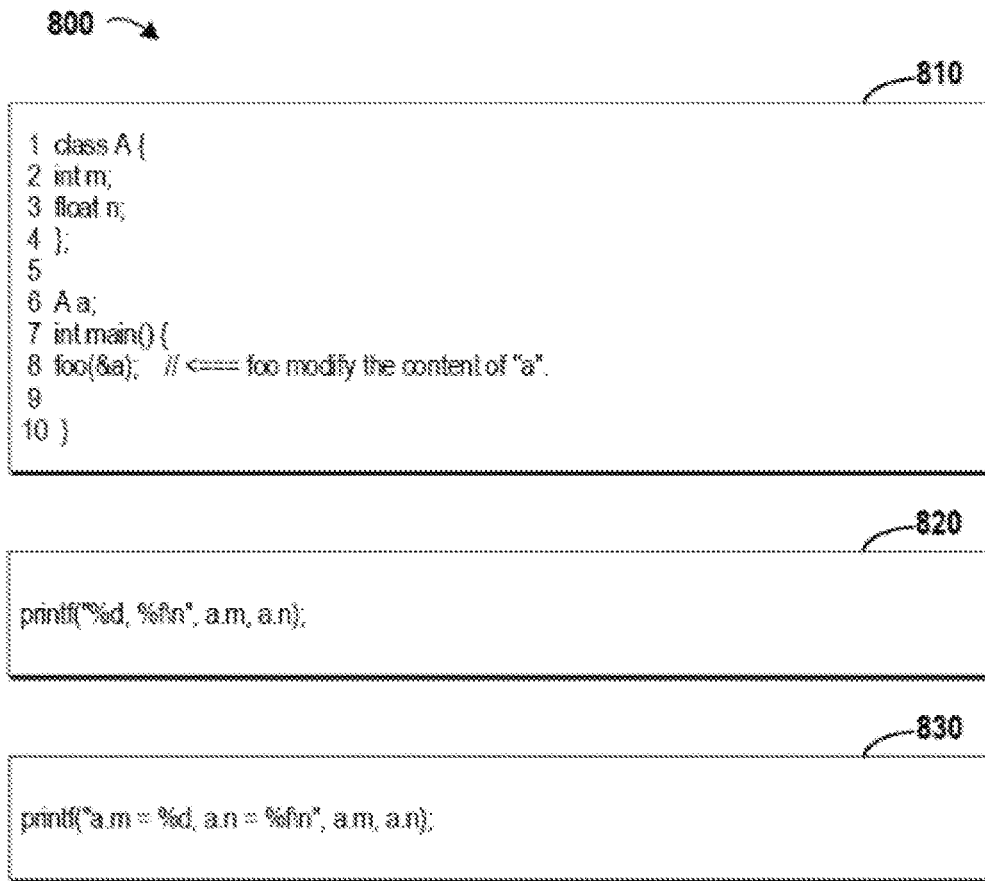 800
810
1 class A {
2 int m;
3 float n;
4 };
5
6 A a;
7 int main() {
8 foo(&a); // <=== foo modify the content of "a".
9
10 }
820
printf("%d, %f\n", a.m, a.n);
830
printf("a.m = %d, a.n = %f\n", a.m, a.n);